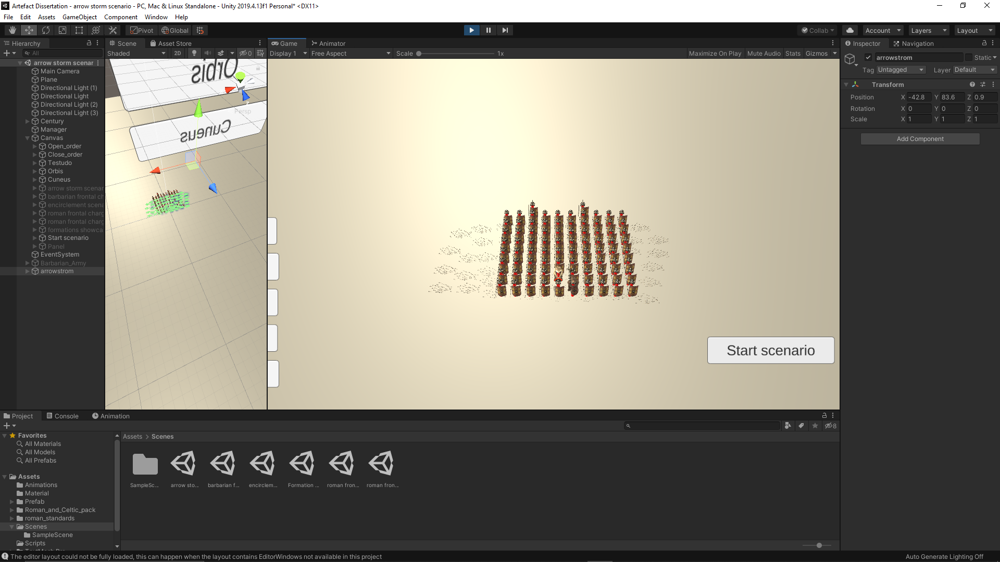 Artefact Dissertation - arrow storm scenario - PC, Mac & Linux Standalone - Unity 2019.4.13f1 Personal* <DX11>
File Edit Assets GameObject Component Window Help
Pivot Global Collab Account Layers Layout
Hierarchy
All
arrow storm scenar
Main Camera
Plane
Directional Light (1)
Directional Light
Directional Light (2)
Directional Light (3)
Century
Manager
Canvas
Open_order
Close_order
Testudo
Orbis
Cuneus
arrow storm scenar
barbarian frontal ch
encirclement scena
roman frontal charg
roman frontal charg
formations showca
Start scenario
Panel
EventSystem
Barbarian_Army
arrowstrom
Scene Asset Store
Shaded 2D 0
Orbis
Persp
Cuneus
Game Animator
Display 1 Free Aspect Scale 1x Maximize On Play Mute Audio Stats Gizmos
Start scenario
Inspector Navigation
arrowstrom Static
Tag Untagged Layer Default
Transform
Position X -42.8 Y 83.6 Z 0.9
Rotation X 0 Y 0 Z 0
Scale X 1 Y 1 Z 1
Add Component
Project Console Animation
8
Favorites
All Materials
All Models
All Prefabs
Assets
Animations
Material
Prefab
Roman_and_Celtic_pack
roman_standards
Scenes
SampleScene
Scripts
Assets > Scenes
SampleSc... arrow sto... barbarian f... encirclem... Formation ... roman fron... roman fron...
The editor layout could not be fully loaded, this can happen when the layout contains EditorWindows not available in this project
Auto Generate Lighting Off